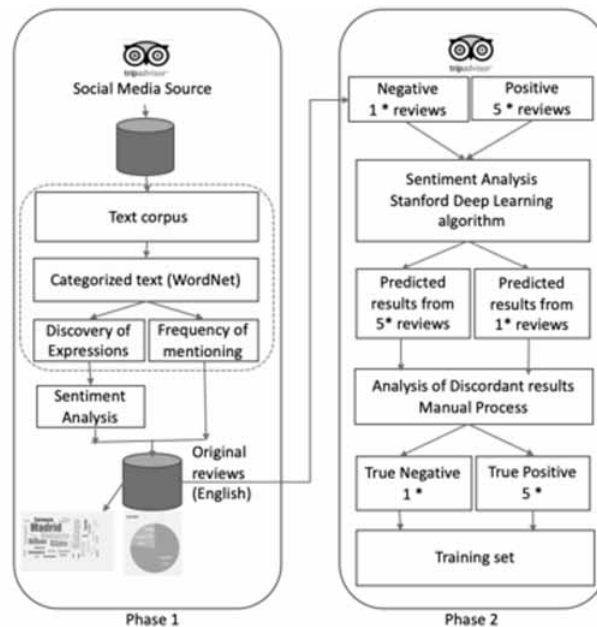 tripadvisor
Social Media Source
Text corpus
Categorized text (WordNet)
Discovery of
Expressions
Frequency of
mentioning
Sentiment
Analysis
Original
reviews
(English)
Madrid
Phase 1
tripadvisor
Negative
1 * reviews
Positive
5 * reviews
Sentiment Analysis
Stanford Deep Learning
algorithm
Predicted
results from
5* reviews
Predicted
results from
1* reviews
Analysis of Discordant results
Manual Process
True Negative
1 *
True Positive
5 *
Training set
Phase 2